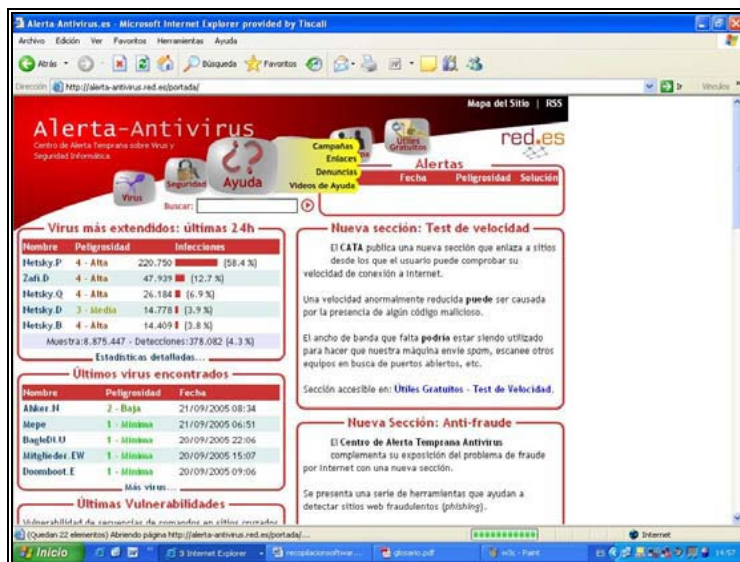 Alerta-Antivirus.es - Microsoft Internet Explorer provided by Tiscali
Archivo Edición Ver Favoritos Herramientas Ayuda
Atrás Búsqueda Favoritos
Dirección http://alerta-antivirus.red.es/portada/ Ir Vínculos
Mapa del Sitio | RSS
Alerta-Antivirus
Centro de Alerta Temprana sobre Virus y
Seguridad Informática
Virus
Seguridad
Ayuda
Campañas
Enlaces
Denuncias
Videos de Ayuda
Útiles
Gratuitos
red.es
Buscar:
Alertas
Fecha Peligrosidad Solución
Virus más extendidos: últimas 24h
Nombre Peligrosidad Infecciones
Netsky.P 4 - Alta 220.750 (58.4 %)
Zafi.D 4 - Alta 47.939 (12.7 %)
Netsky.Q 4 - Alta 26.184 (6.9 %)
Netsky.D 3 - Media 14.778 (3.9 %)
Netsky.B 4 - Alta 14.409 (3.8 %)
Muestra:8.875.447 - Detecciones:378.082 (4.3 %)
Estadísticas detalladas...
Últimos virus encontrados
Nombre Peligrosidad Fecha
Ahker.N 2 - Baja 21/09/2005 08:34
Mepe 1 - Mínima 21/09/2005 06:51
BagleDl.U 1 - Mínima 20/09/2005 22:06
Mitglieder.EW 1 - Mínima 20/09/2005 15:07
Doomboot.E 1 - Mínima 20/09/2005 09:06
Más virus...
Últimas Vulnerabilidades
Vulnerabilidad de secuencias de comandos en sitios cruzados
Nueva sección: Test de velocidad
El CATA publica una nueva sección que enlaza a sitios
desde los que el usuario puede comprobar su
velocidad de conexión a Internet.
Una velocidad anormalmente reducida puede ser causada
por la presencia de algún código malicioso.
El ancho de banda que falta podría estar siendo utilizado
para hacer que nuestra máquina envíe spam, escanee otros
equipos en busca de puertos abiertos, etc.
Sección accesible en: Útiles Gratuitos - Test de Velocidad.
Nueva Sección: Anti-fraude
El Centro de Alerta Temprana Antivirus
complementa su exposición del problema de fraude
por Internet con una nueva sección.
Se presenta una serie de herramientas que ayudan a
detectar sitios web fraudulentos (phishing).
(Quedan 22 elementos) Abriendo página http://alerta-antivirus.red.es/portada/... Internet
Inicio 3 Internet Explorer recopilacionsoftwar... glosario.pdf - Paint ES 14:57